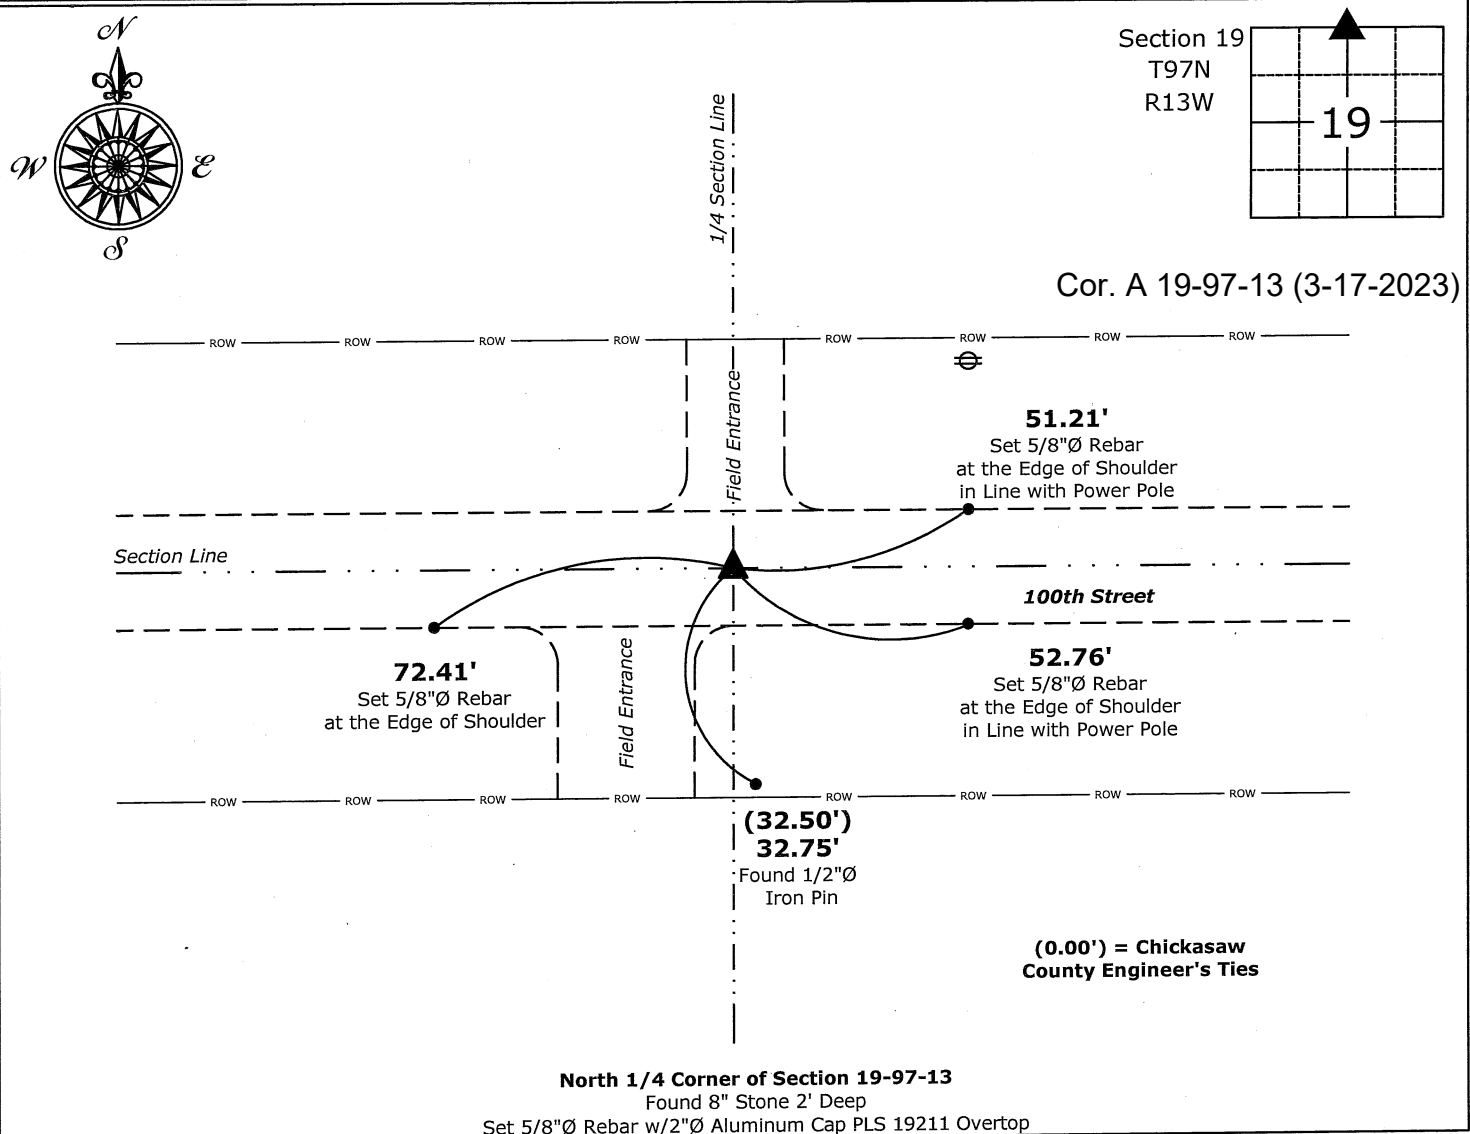 N
W
E
S
Section 19
T97N
R13W
19
1/4 Section Line
Cor. A 19-97-13 (3-17-2023)
ROW ROW ROW ROW ROW ROW ROW ROW
Field Entrance
51.21'
Set 5/8"Ø Rebar
at the Edge of Shoulder
in Line with Power Pole
Section Line
100th Street
72.41'
Set 5/8"Ø Rebar
at the Edge of Shoulder
Field Entrance
52.76'
Set 5/8"Ø Rebar
at the Edge of Shoulder
in Line with Power Pole
ROW ROW ROW ROW ROW ROW ROW ROW
(32.50')
32.75'
Found 1/2"Ø
Iron Pin
(0.00') = Chickasaw
County Engineer's Ties
North 1/4 Corner of Section 19-97-13
Found 8" Stone 2' Deep
Set 5/8"Ø Rebar w/2"Ø Aluminum Cap PLS 19211 Overtop